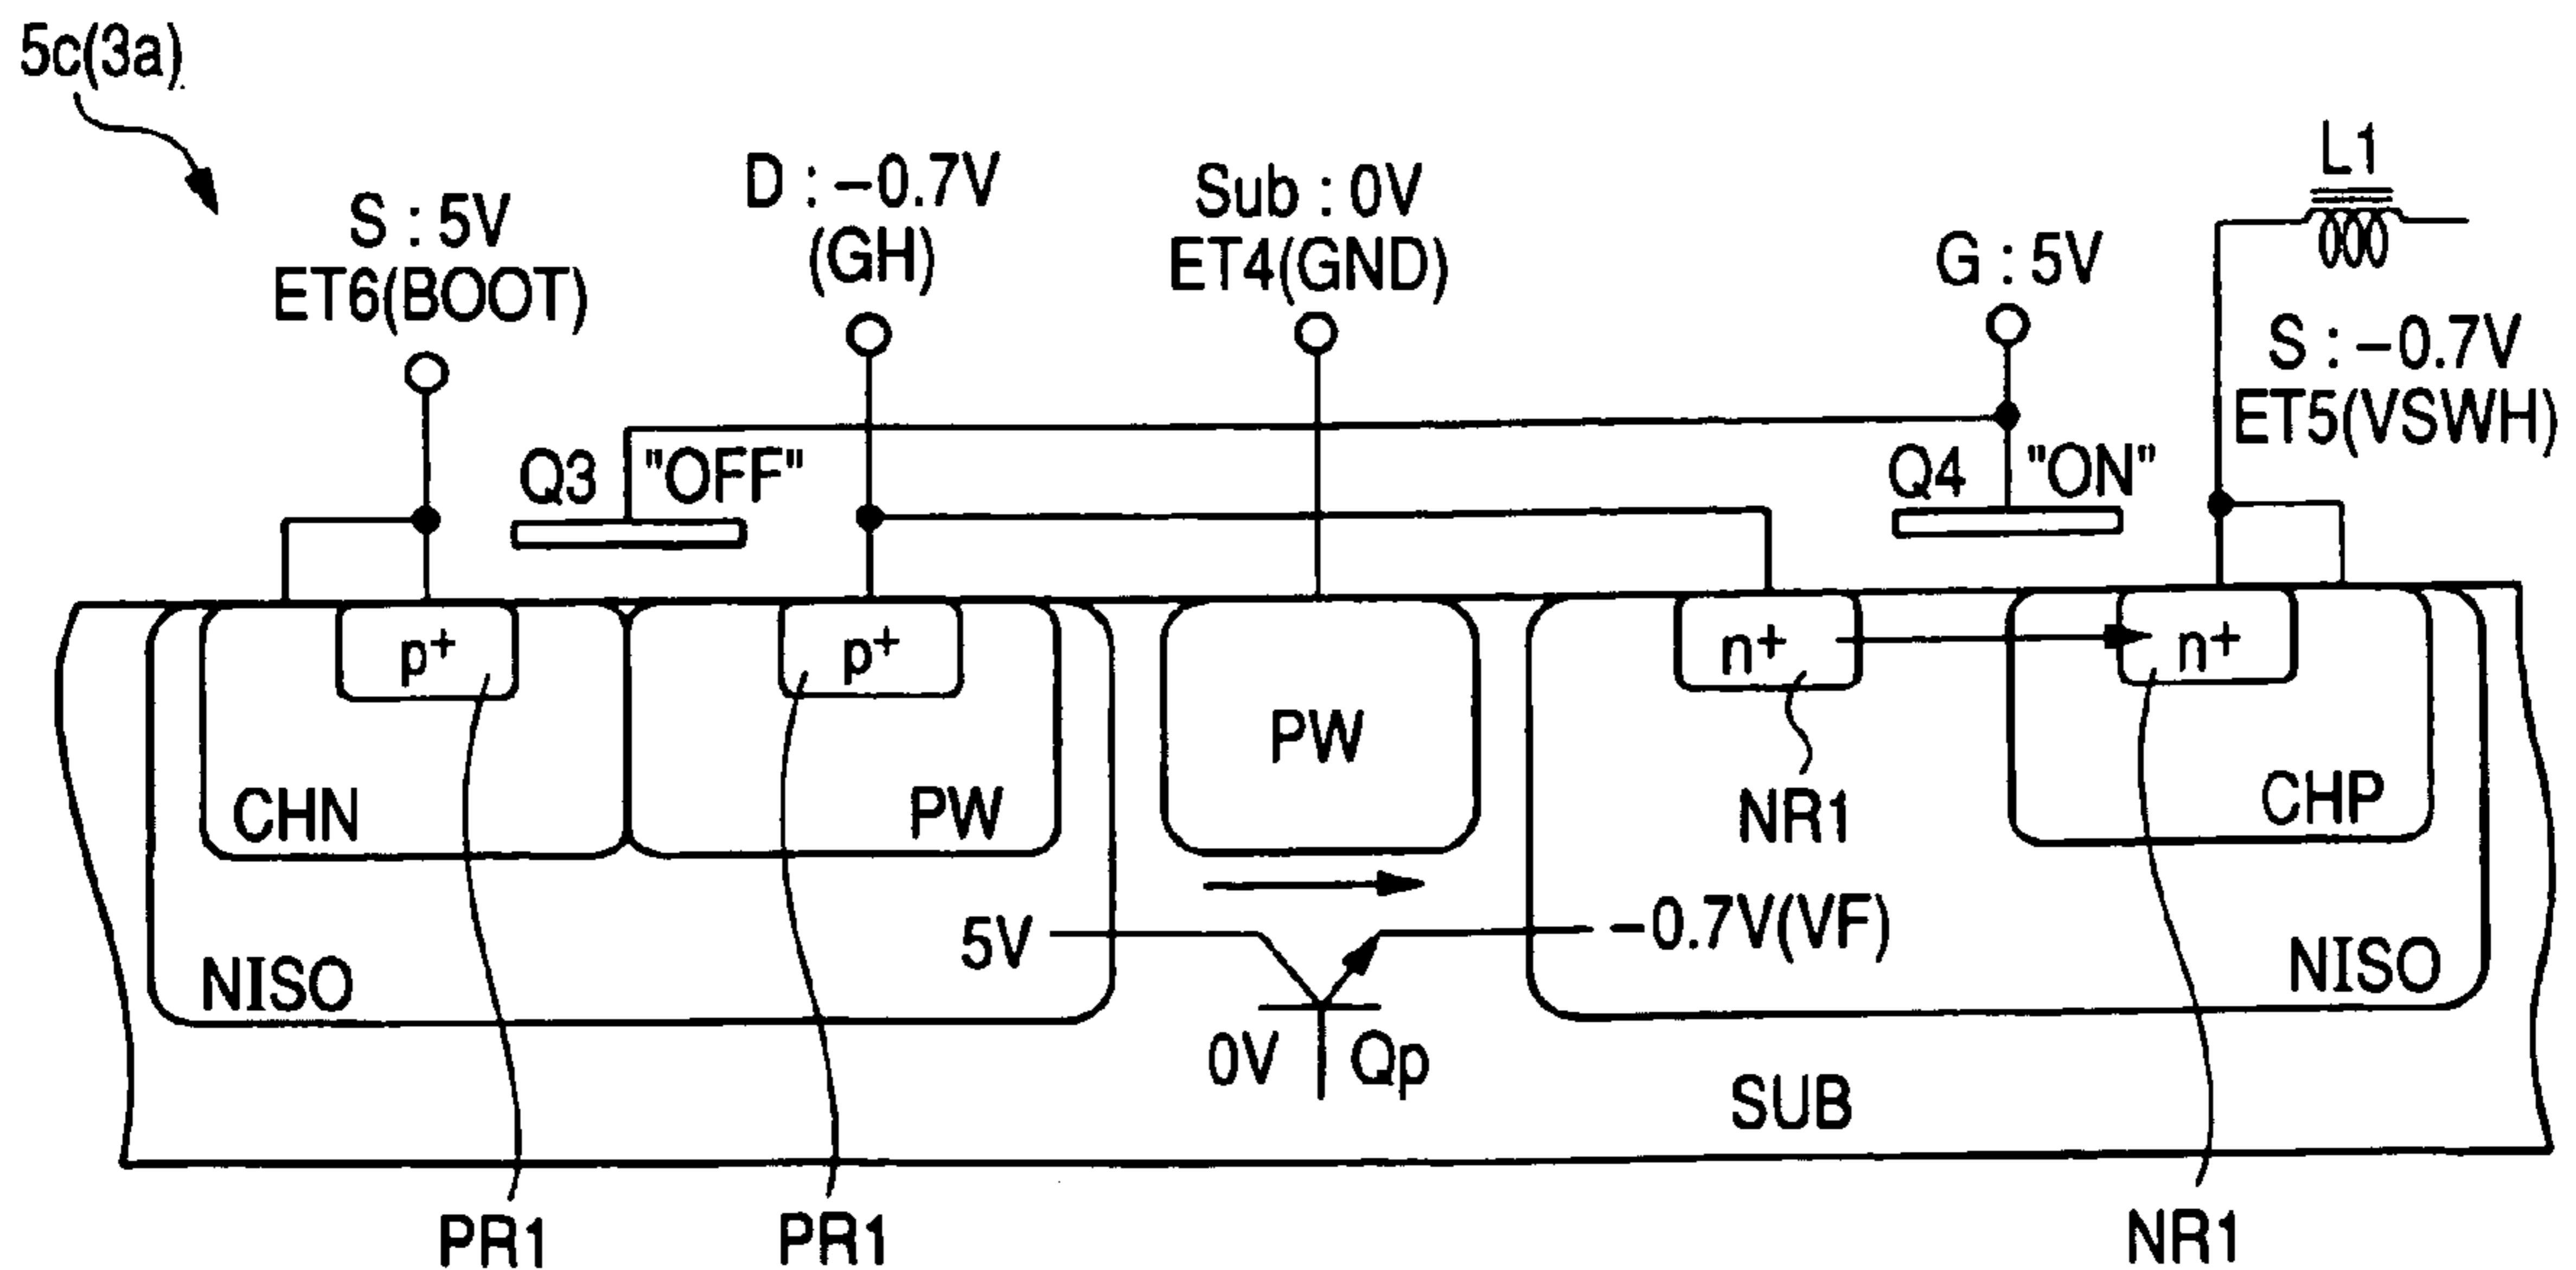 5c(3a)
S : 5V
ET6(BOOT)
D : −0.7V
(GH)
Sub : 0V
ET4(GND)
G : 5V
L1
S : −0.7V
ET5(VSWH)
Q3
"OFF"
Q4
"ON"
p+
p+
n+
n+
CHN
PW
PW
NR1
CHP
5V
−0.7V(VF)
NISO
NISO
0V
Qp
SUB
PR1
PR1
NR1